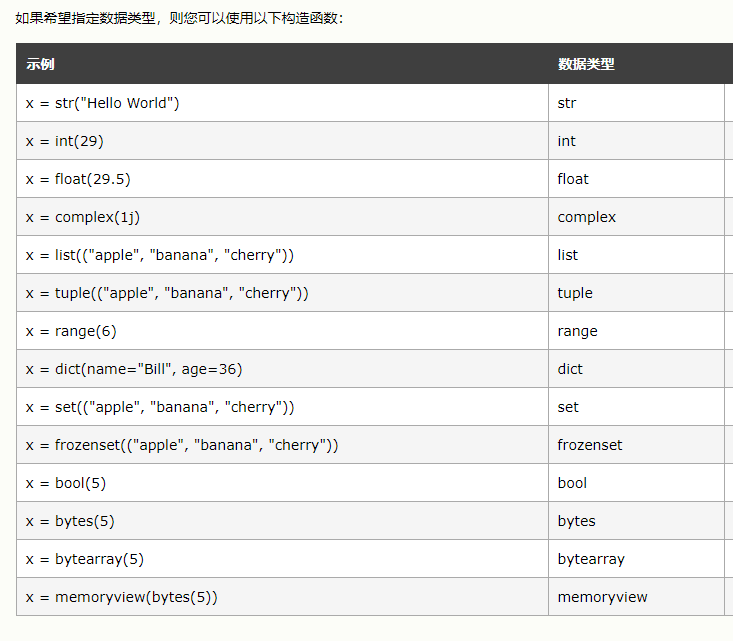 如果希望指定数据类型，则您可以使用以下构造函数：
示例 数据类型
x = str("Hello World") str
x = int(29) int
x = float(29.5) float
x = complex(1j) complex
x = list(("apple", "banana", "cherry")) list
x = tuple(("apple", "banana", "cherry")) tuple
x = range(6) range
x = dict(name="Bill", age=36) dict
x = set(("apple", "banana", "cherry")) set
x = frozenset(("apple", "banana", "cherry")) frozenset
x = bool(5) bool
x = bytes(5) bytes
x = bytearray(5) bytearray
x = memoryview(bytes(5)) memoryview